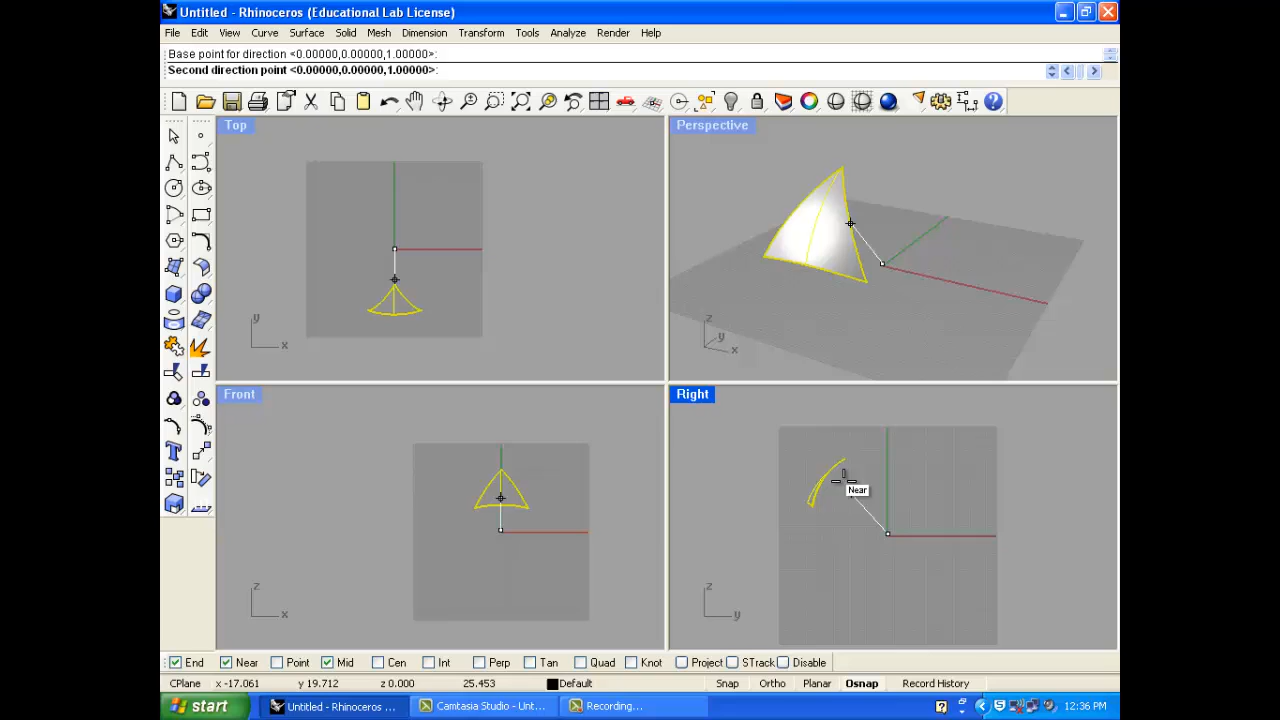 Untitled - Rhinoceros (Educational Lab License)
File Edit View Curve Surface Solid Mesh Dimension Transform Tools Analyze Render Help
Base point for direction <0.00000,0.00000,1.00000>:
Second direction point <0.00000,0.00000,1.00000>:
Top
Perspective
y
x
z
y
x
Front
Right
Near
z
x
z
y
End Near Point Mid Cen Int Perp Tan Quad Knot Project STrack Disable
CPlane x -17.061 y 19.712 z 0.000 25.453 Default Snap Ortho Planar Osnap Record History
start Untitled - Rhinoceros ... Camtasia Studio - Unt... Recording... 12:36 PM